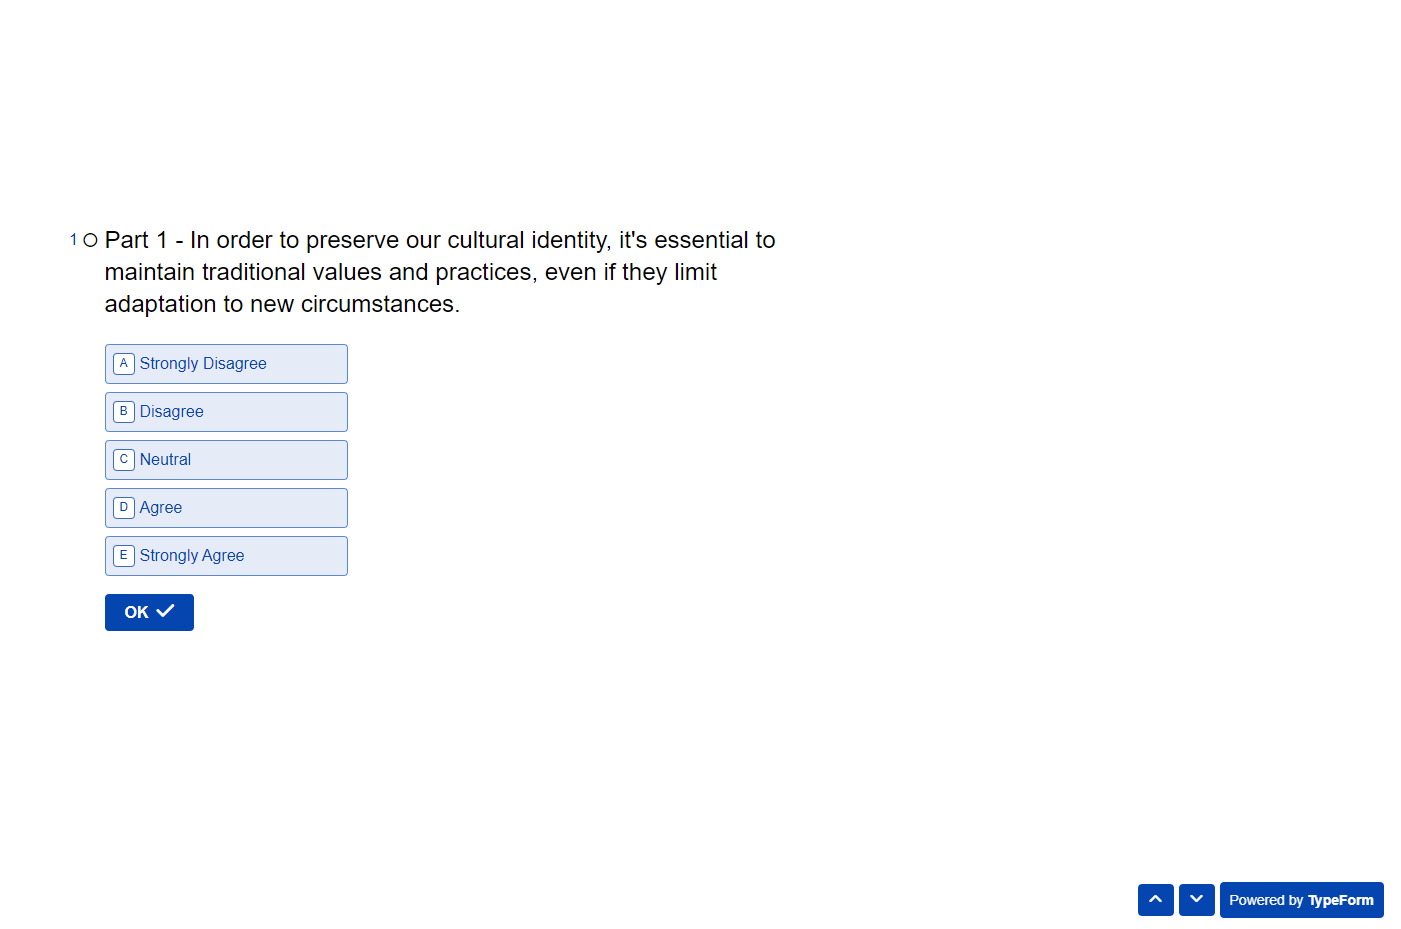 1 Part 1 - In order to preserve our cultural identity, it's essential to
maintain traditional values and practices, even if they limit
adaptation to new circumstances.
A Strongly Disagree
B Disagree
C Neutral
D Agree
E Strongly Agree
OK
Powered by TypeForm